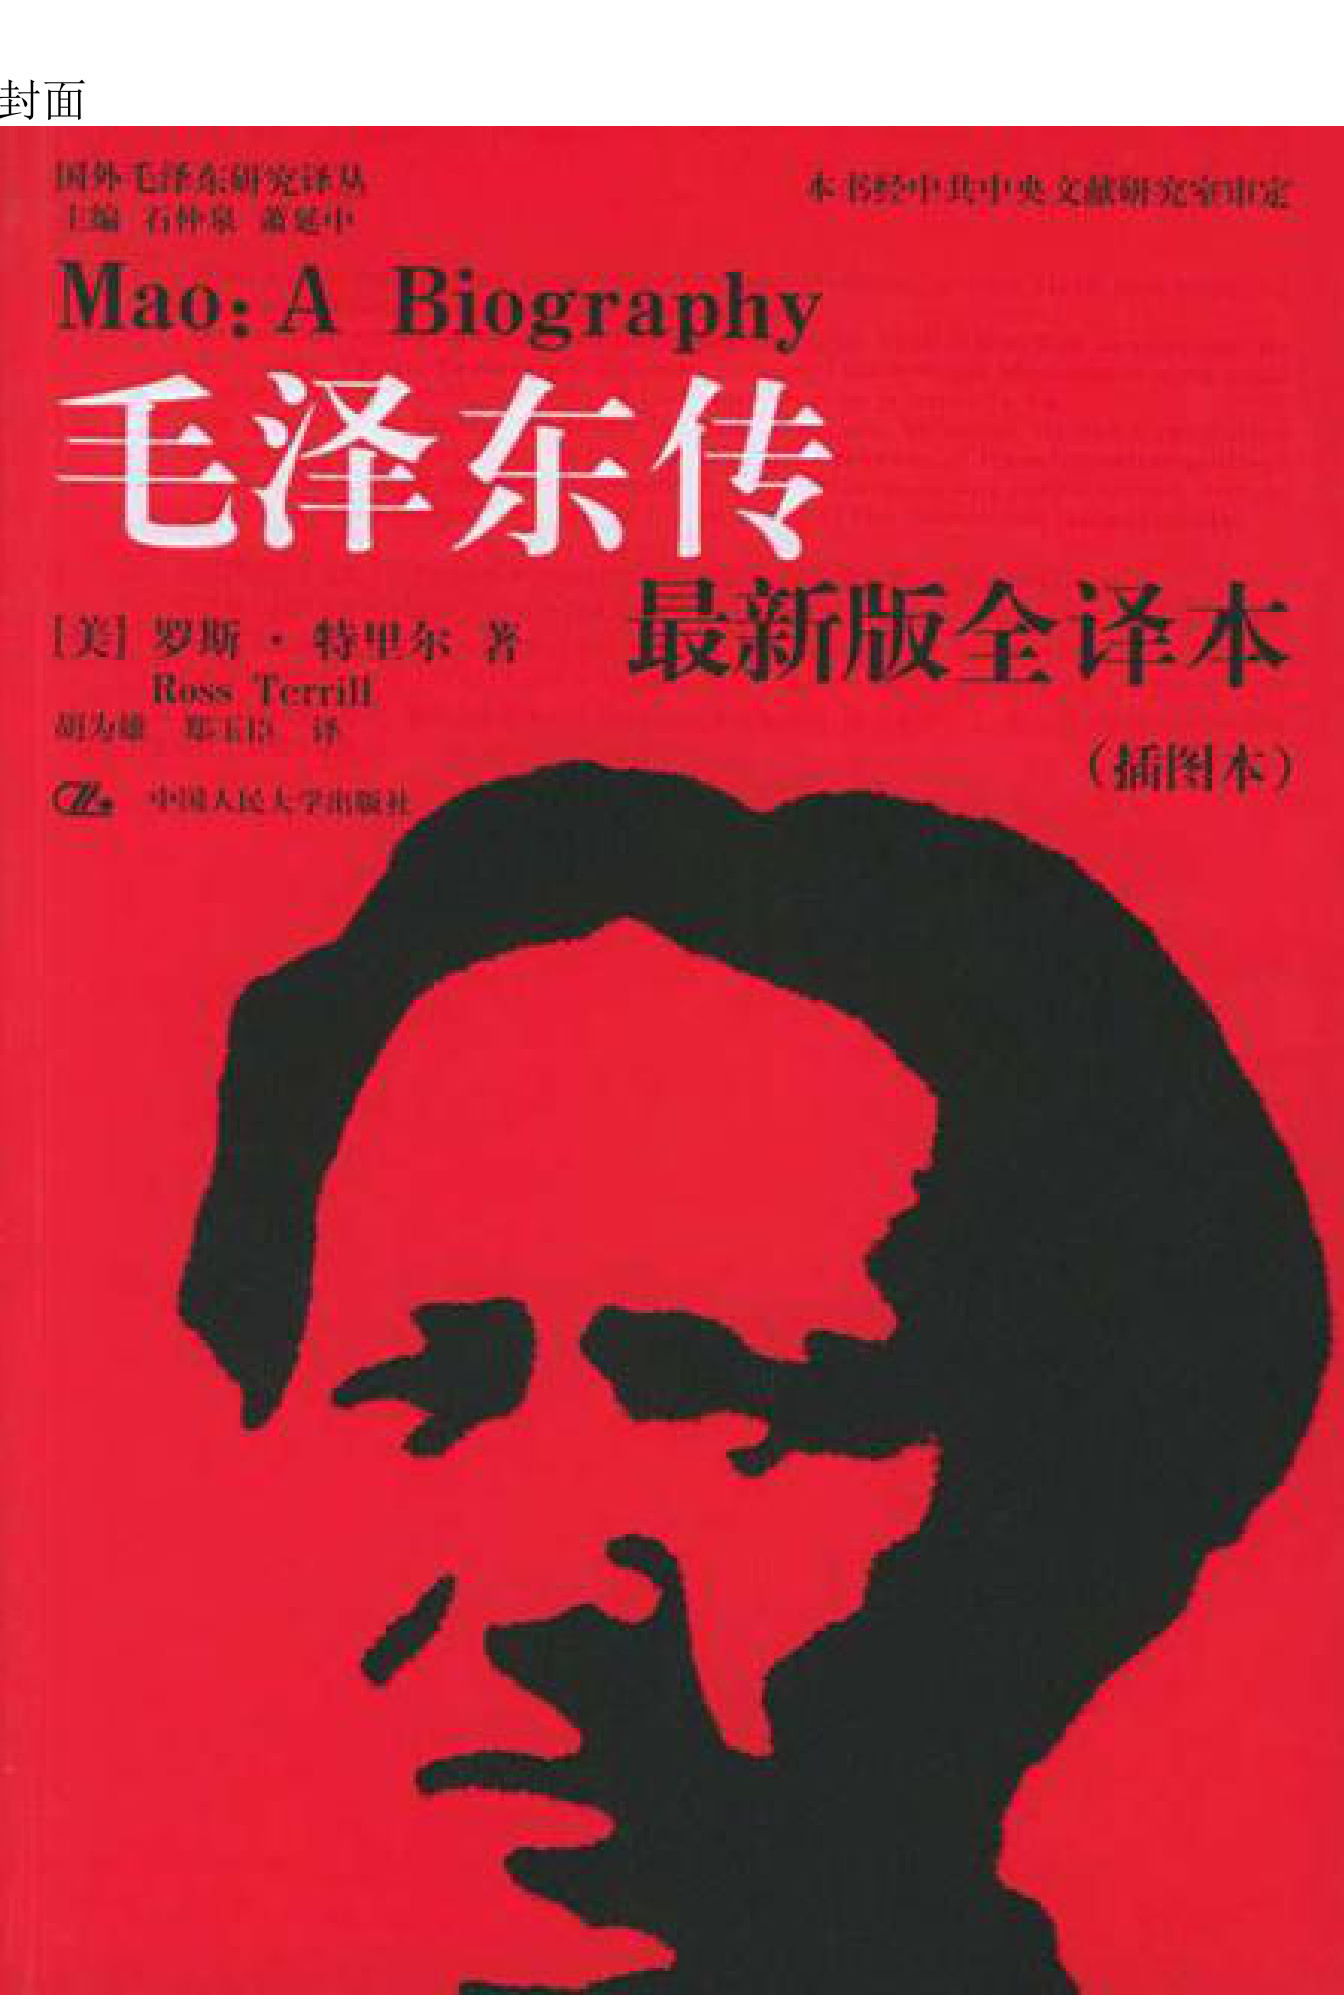 封面
国外毛泽东研究译丛
主编 石仲泉 萧延中
本书经中共中央文献研究室审定
Mao: A Biography
毛泽东传
最新版全译本
[美] 罗斯·特里尔 著
Ross Terrill
胡为雄 郑玉臣 译
(插图本)
中国人民大学出版社